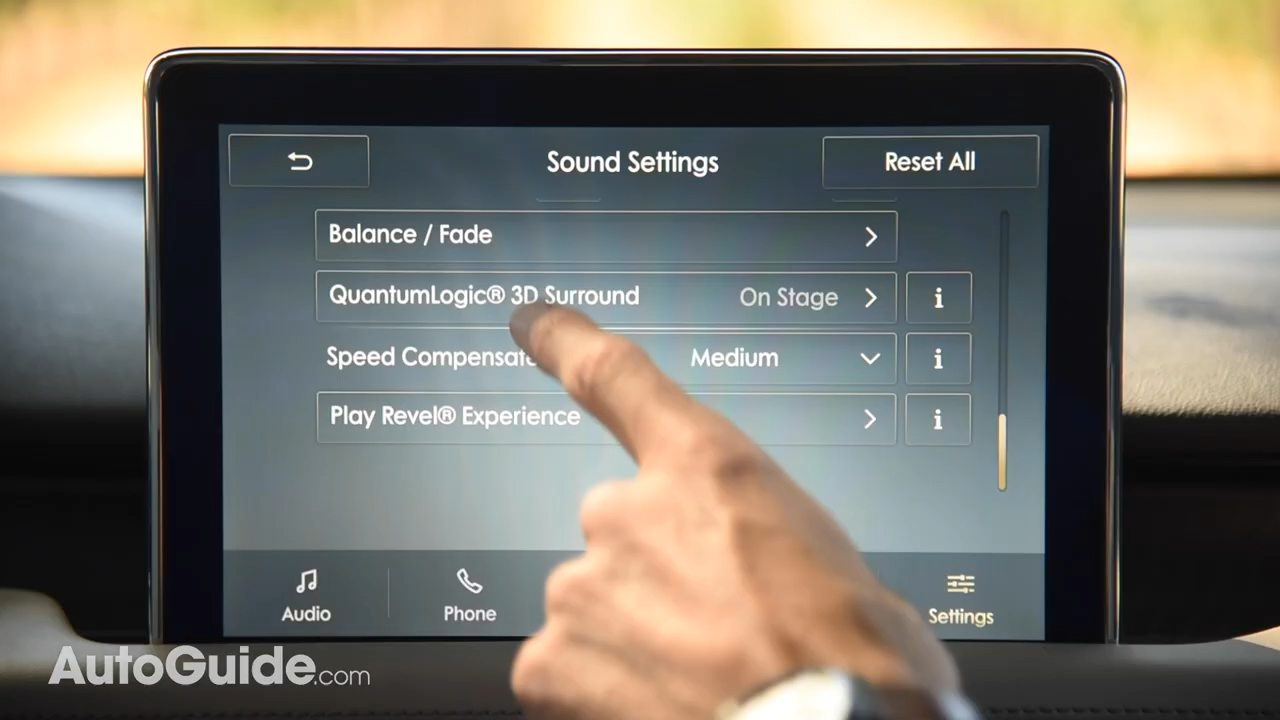 Sound Settings
Reset All
Balance / Fade
QuantumLogic® 3D Surround
On Stage
i
Speed Compensate
Medium
i
Play Revel® Experience
i
Audio
Phone
Settings
AutoGuide.com